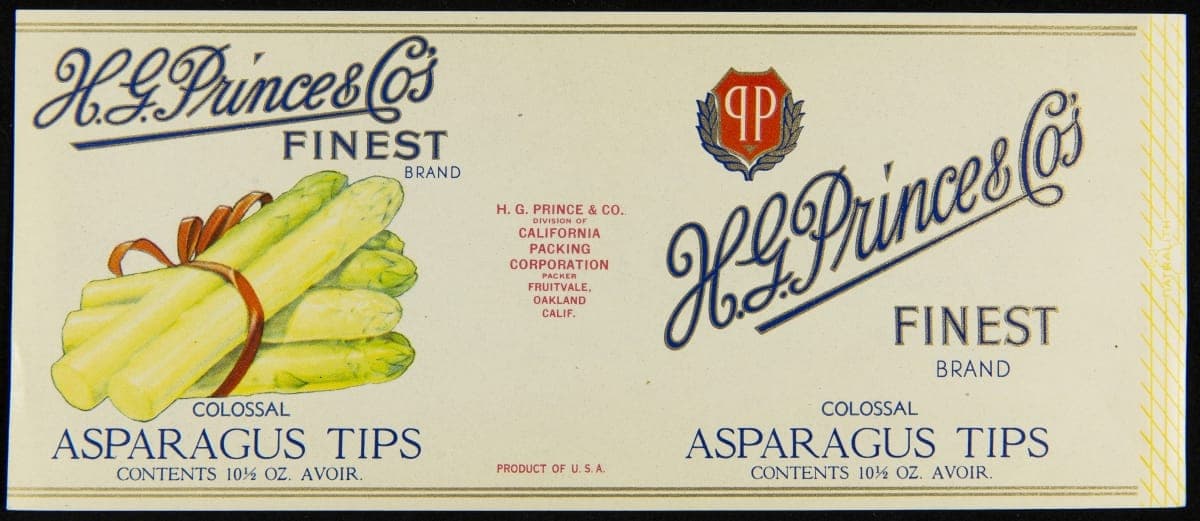 H.G. Prince & Co's
FINEST
BRAND
COLOSSAL
ASPARAGUS TIPS
CONTENTS 10½ OZ. AVOIR.
H. G. PRINCE & CO.
DIVISION OF
CALIFORNIA
PACKING
CORPORATION
PACKER
FRUITVALE,
OAKLAND
CALIF.
PRODUCT OF U. S. A.
H.G. Prince & Co's
FINEST
BRAND
COLOSSAL
ASPARAGUS TIPS
CONTENTS 10½ OZ. AVOIR.